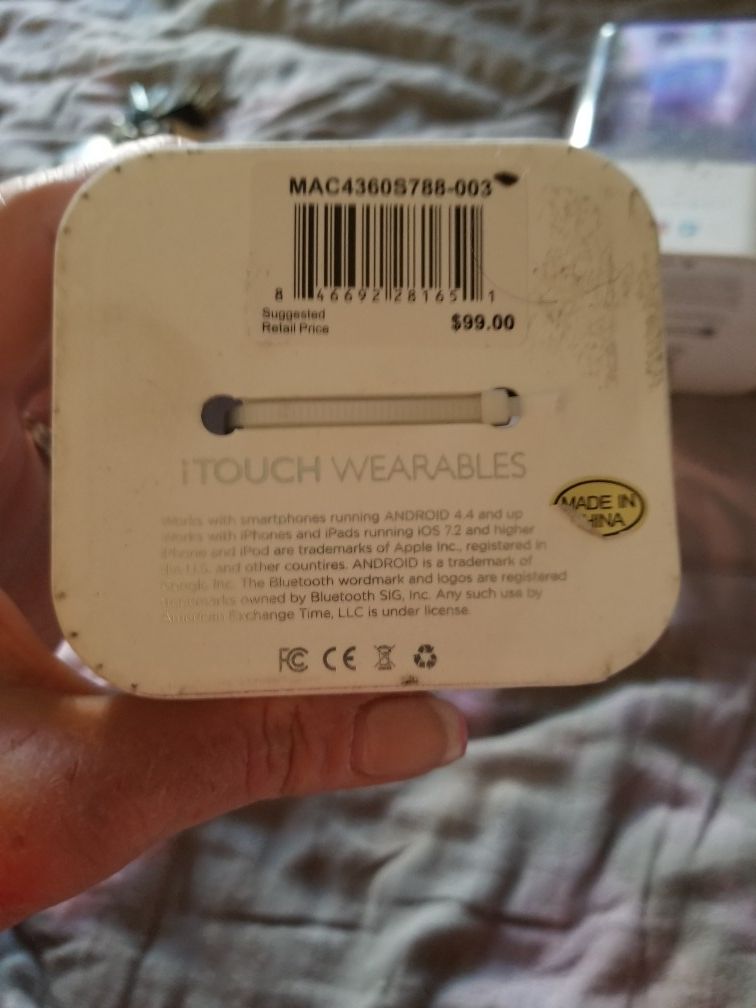 MAC4360S788-003
8 46692 28165 1
Suggested
Retail Price
$99.00
iTOUCH WEARABLES
MADE IN
Works with smartphones running ANDROID 4.4 and up
Works with iPhones and iPads running iOS 7.2 and higher
iPhone and iPod are trademarks of Apple Inc., registered in
the U.S. and other countires. ANDROID is a trademark of
Google Inc. The Bluetooth wordmark and logos are registered
trademarks owned by Bluetooth SIG, Inc. Any such use by
American Exchange Time, LLC is under license.
FC CE